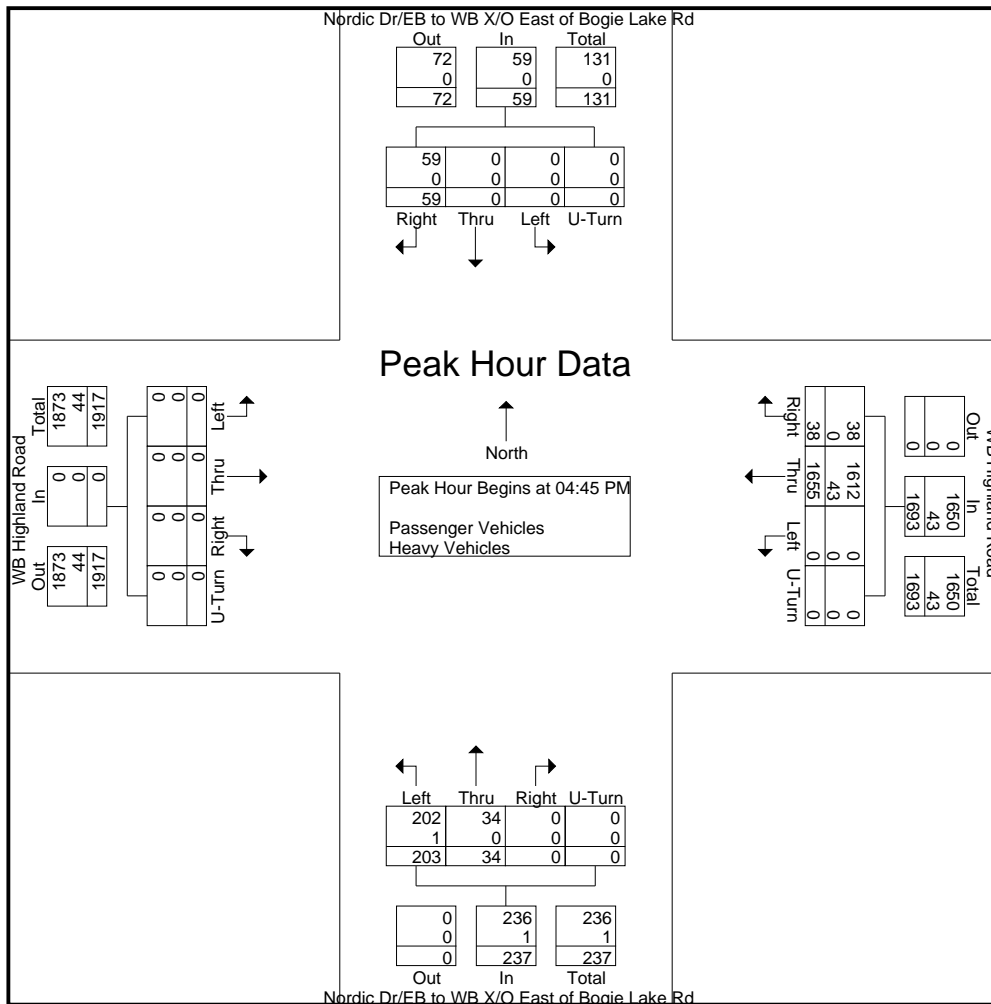 Nordic Dr/EB to WB X/O East of Bogie Lake Rd
Out In Total
72 59 131
0 0 0
72 59 131
59 0 0 0
0 0 0 0
59 0 0 0
Right Thru Left U-Turn
Peak Hour Data
North
Peak Hour Begins at 04:45 PM
Passenger Vehicles
Heavy Vehicles
WB Highland Road
Out In Total
1873 0 1873
44 0 44
1917 0 1917
U-Turn Right Thru Left
0 0 0 0
0 0 0 0
0 0 0 0
WB Highland Road
Out In Total
0 1650 1650
0 43 43
0 1693 1693
38 1612 0 0
0 43 0 0
38 1655 0 0
Right Thru Left U-Turn
Left Thru Right U-Turn
202 34 0 0
1 0 0 0
203 34 0 0
0 236 236
0 1 1
0 237 237
Out In Total
Nordic Dr/EB to WB X/O East of Bogie Lake Rd